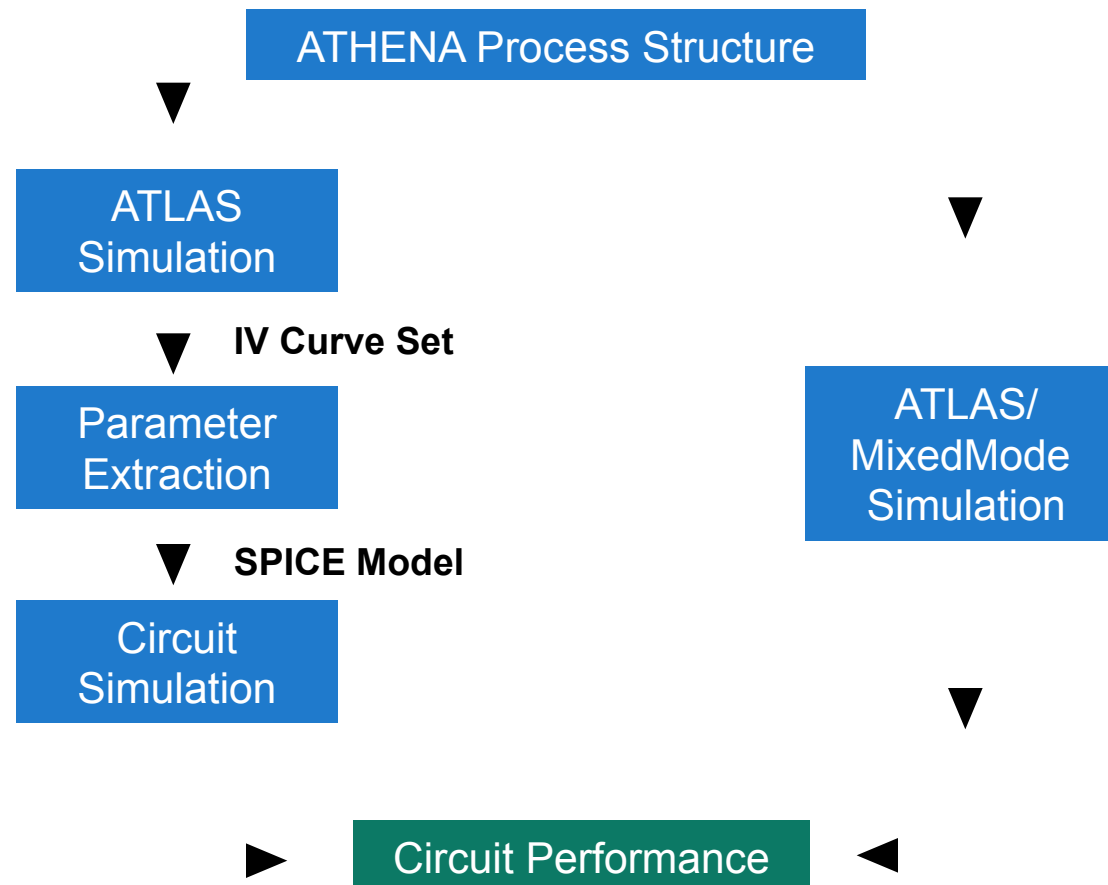 ATHENA Process Structure
ATLAS
Simulation
IV Curve Set
Parameter
Extraction
SPICE Model
Circuit
Simulation
ATLAS/
MixedMode
Simulation
Circuit Performance